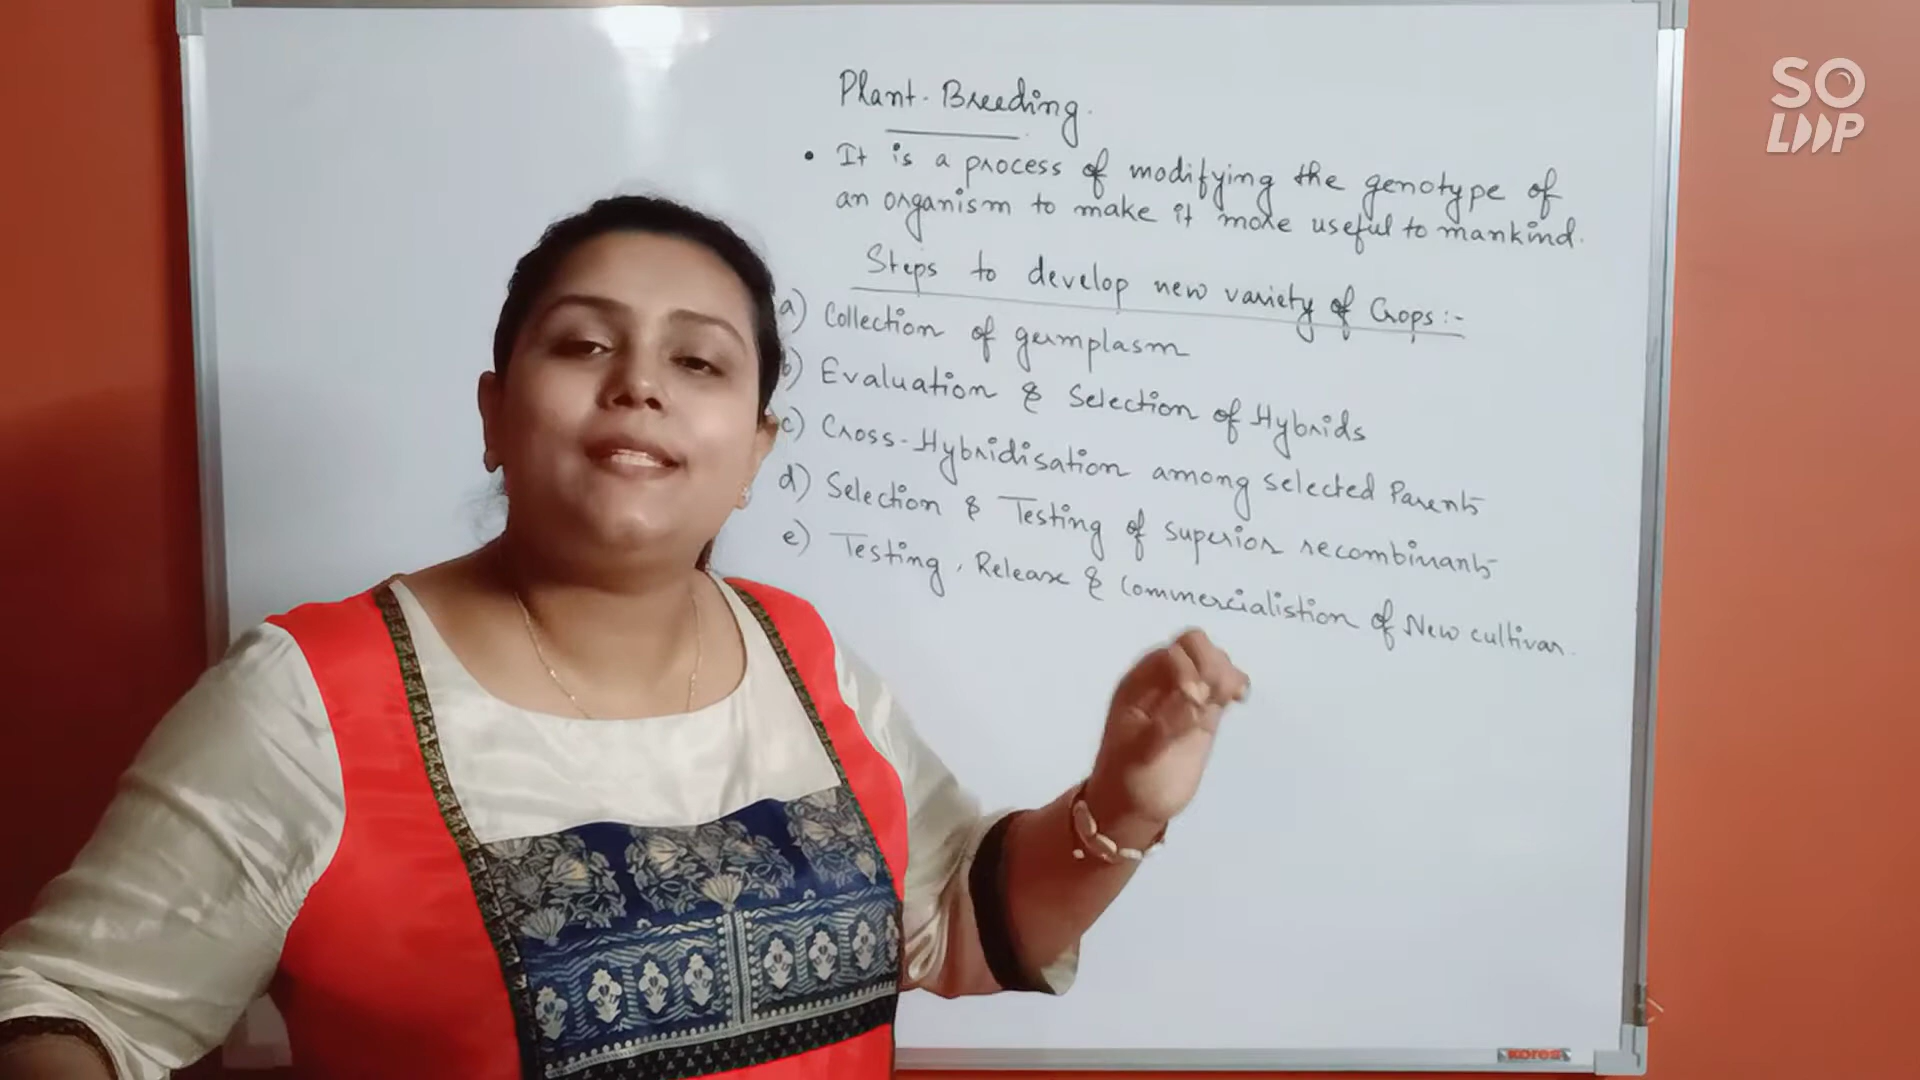 Plant-Breeding.
• It is a process of modifying the genotype of
an organism to make it more useful to mankind.
Steps to develop new variety of Crops:-
a) Collection of germplasm
b) Evaluation & Selection of Hybrids
c) Cross-Hybridisation among selected Parents
d) Selection & Testing of superior recombinants
e) Testing, Release & Commercialistion of New cultivar.
SO
LOOP
kores